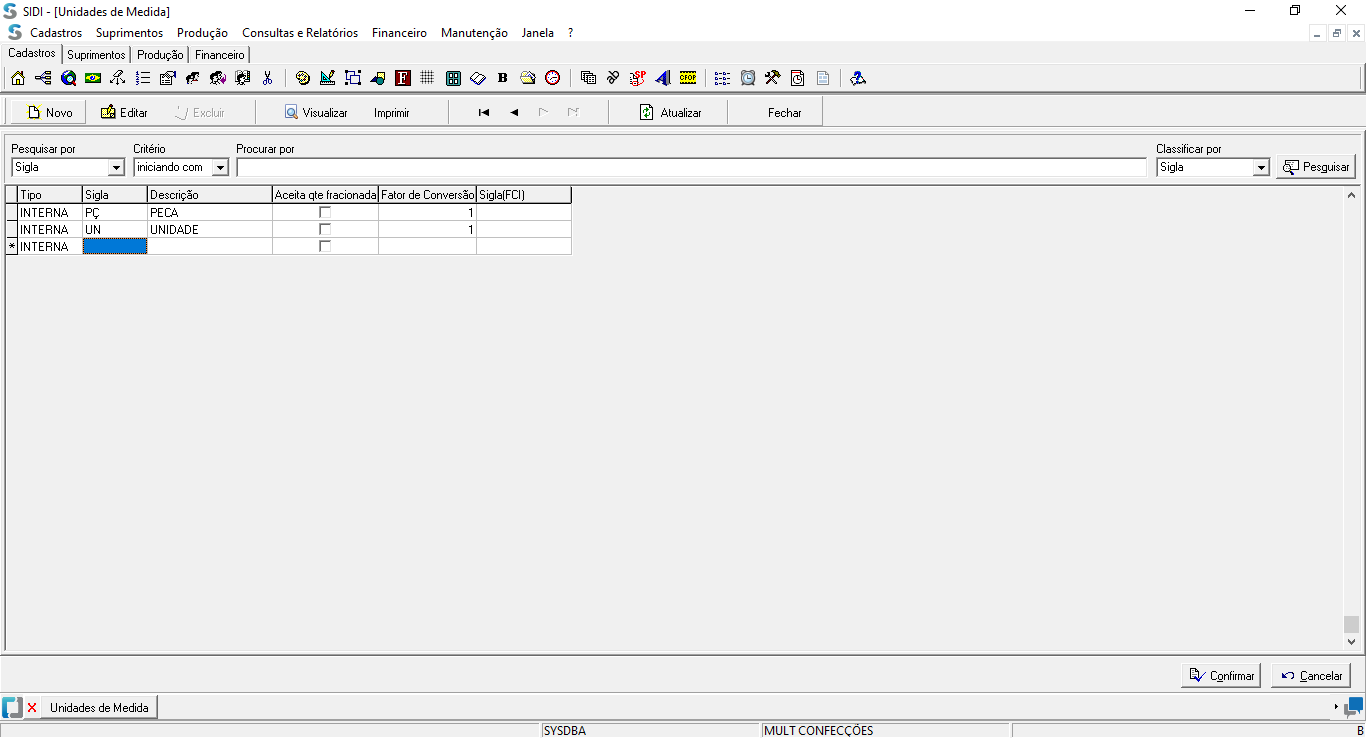 SIDI - [Unidades de Medida]
Cadastros Suprimentos Produção Consultas e Relatórios Financeiro Manutenção Janela ?
Cadastros Suprimentos Produção Financeiro
F B SP CFOP
Novo Editar Excluir Visualizar Imprimir Atualizar Fechar
Pesquisar por Critério Procurar por Classificar por
Sigla iniciando com Sigla Pesquisar
Tipo Sigla Descrição Aceita qte fracionada Fator de Conversão Sigla(FCI)
INTERNA PÇ PECA 1
INTERNA UN UNIDADE 1
* INTERNA
Confirmar Cancelar
Unidades de Medida
SYSDBA MULT CONFECÇÕES B